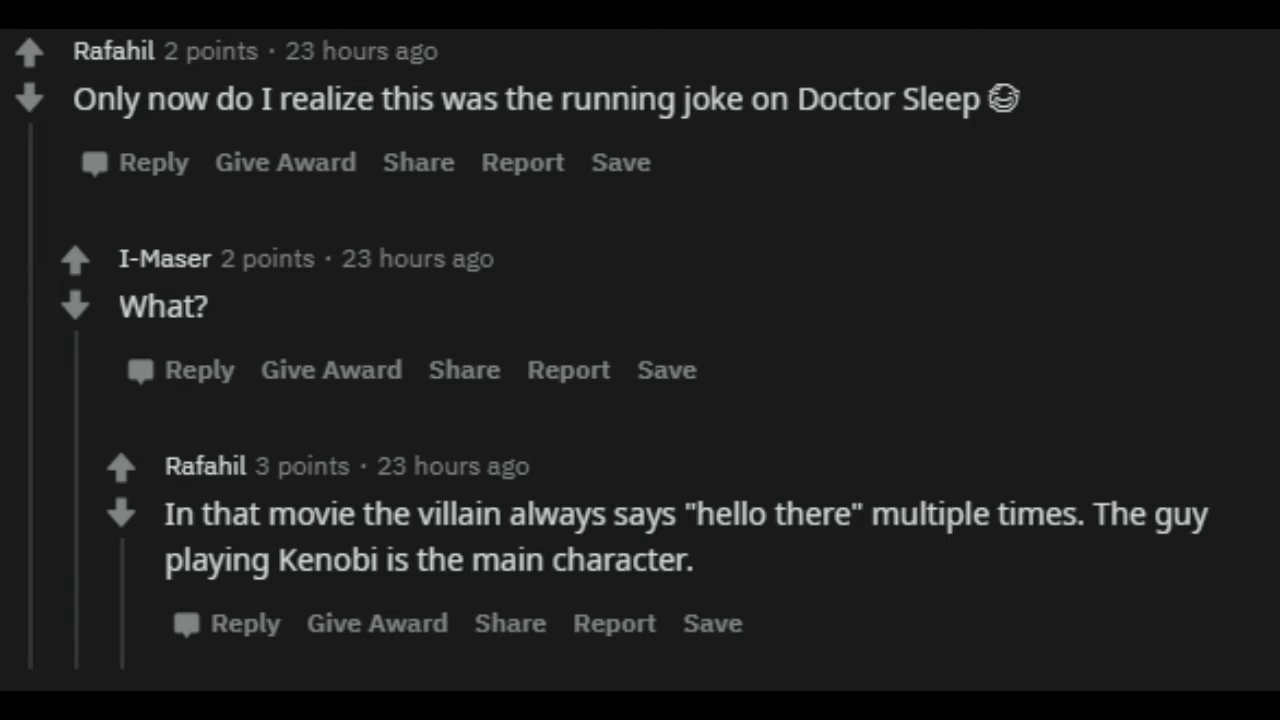 Rafahil 2 points · 23 hours ago
Only now do I realize this was the running joke on Doctor Sleep 😂
Reply Give Award Share Report Save
I-Maser 2 points · 23 hours ago
What?
Reply Give Award Share Report Save
Rafahil 3 points · 23 hours ago
In that movie the villain always says "hello there" multiple times. The guy
playing Kenobi is the main character.
Reply Give Award Share Report Save